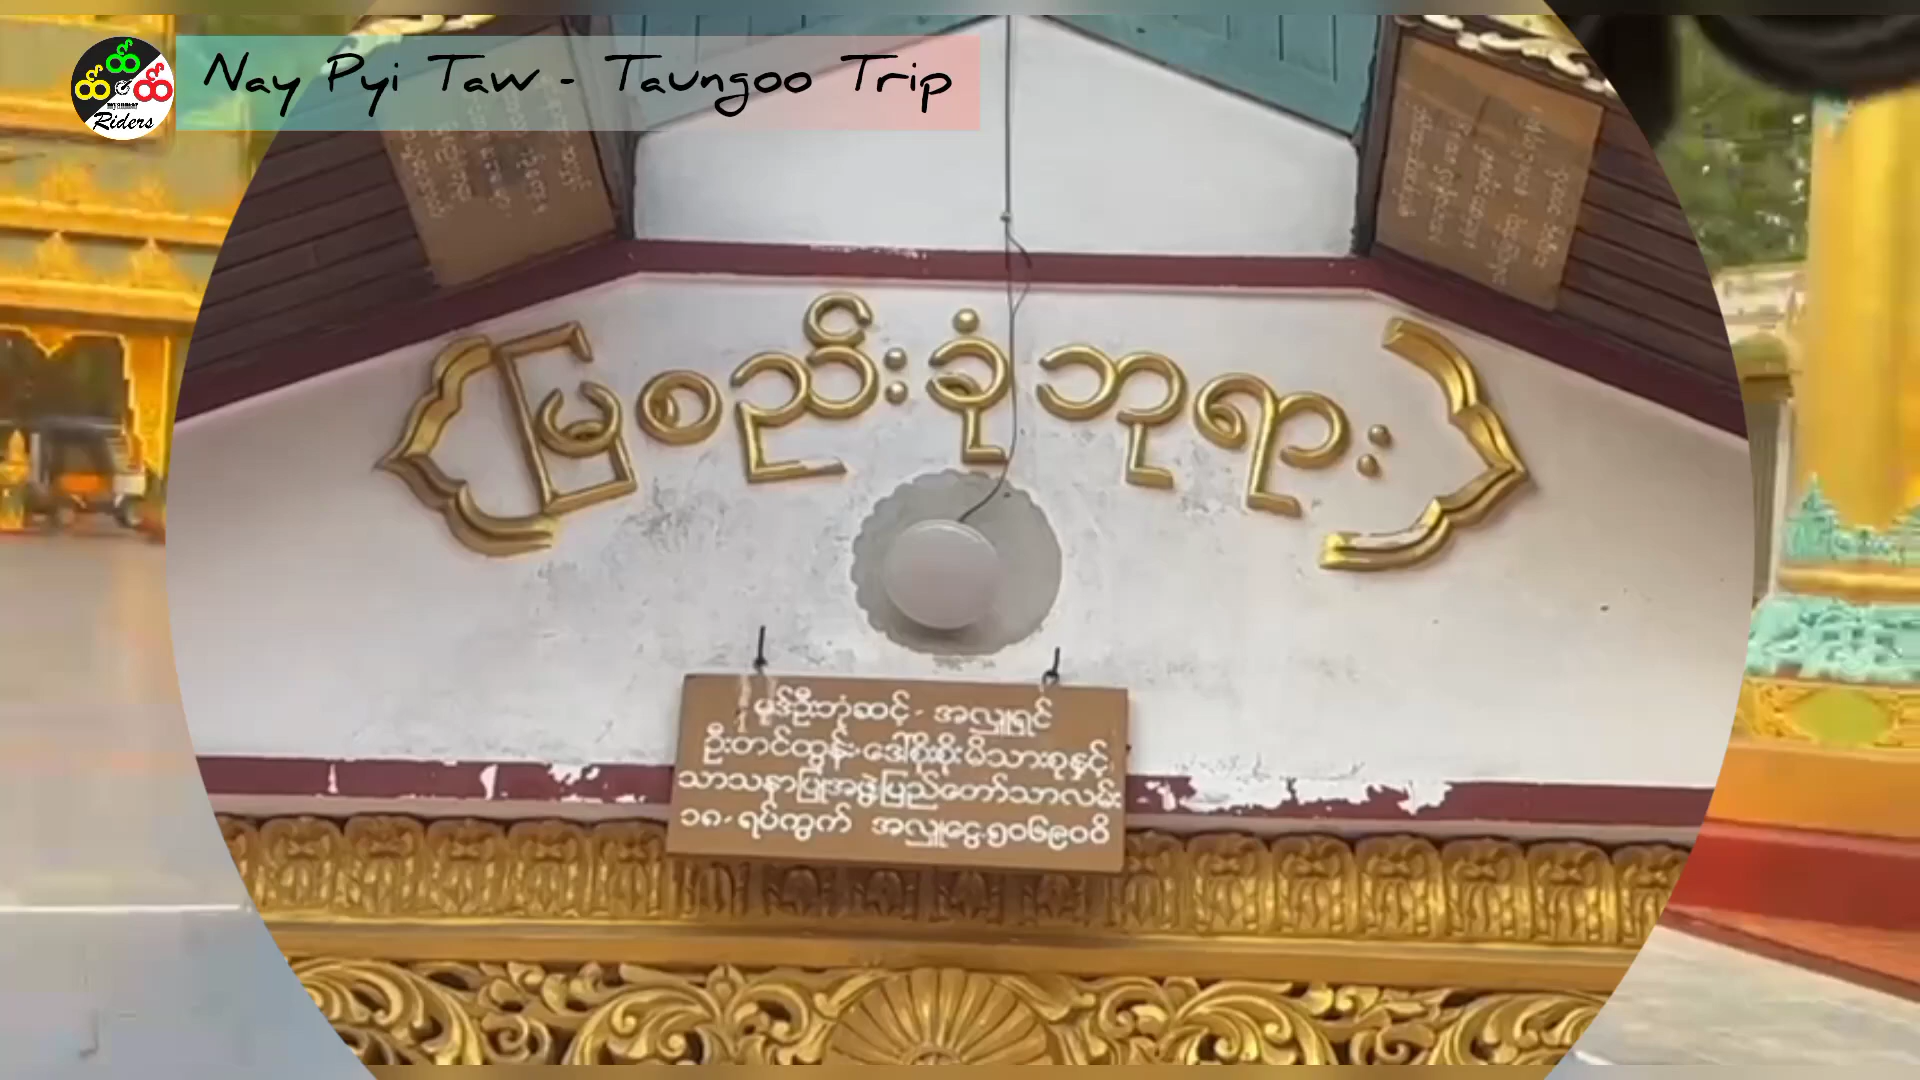 Nay Pyi Taw - Taungoo Trip
myanmar
Riders
မြစည်းခုံဘုရား
မုဒ်ဦးဘုံဆင့် - အလှူရှင်
ဦးတင်ထွန်း-ဒေါ်စိုးစိုးမိသားစုနှင့်
သာသနာပြုအဖွဲ့ပြည်တော်သာလမ်း
၁၈-ရပ်ကွက် အလှူငွေ-၅၀၆၉၀၀ိ